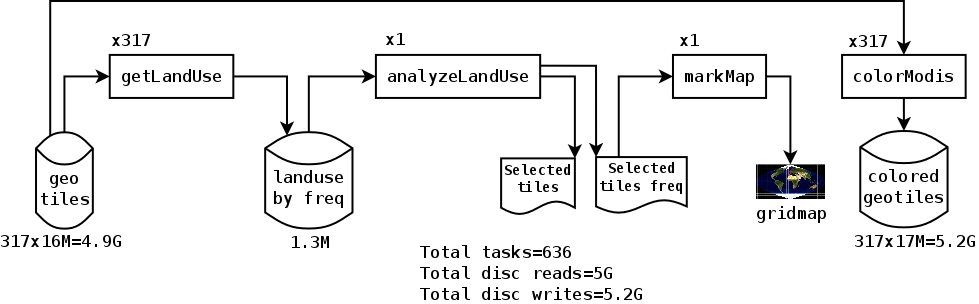 x317
x1
x1
x317
getLandUse
analyzeLandUse
markMap
colorModis
geo
tiles
landuse
by freq
Selected
tiles
Selected
tiles freq
colored
geotiles
gridmap
317x16M=4.9G
1.3M
317x17M=5.2G
Total tasks=636
Total disc reads=5G
Total disc writes=5.2G